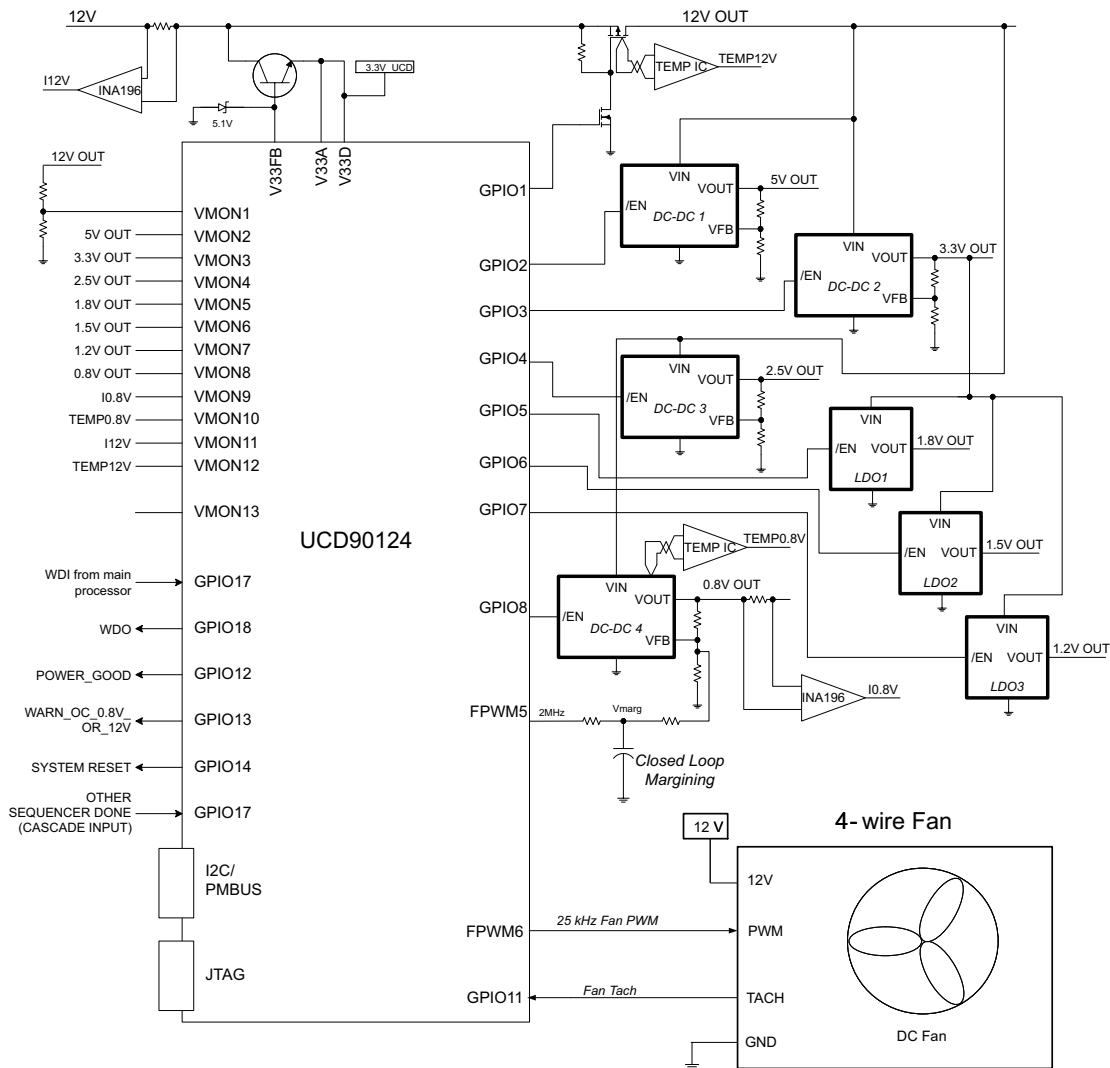 12V
12V OUT
I12V
INA196
3.3V_UCD
5.1V
TEMP IC
TEMP12V
12V OUT
V33FB
V33A
V33D
VMON1
5V OUT
VMON2
3.3V OUT
VMON3
2.5V OUT
VMON4
1.8V OUT
VMON5
1.5V OUT
VMON6
1.2V OUT
VMON7
0.8V OUT
VMON8
I0.8V
VMON9
TEMP0.8V
VMON10
I12V
VMON11
TEMP12V
VMON12
VMON13
UCD90124
WDI from main
processor
GPIO17
WDO
GPIO18
POWER_GOOD
GPIO12
WARN_OC_0.8V_
OR_12V
GPIO13
SYSTEM RESET
GPIO14
OTHER
SEQUENCER DONE
(CASCADE INPUT)
GPIO17
I2C/
PMBUS
JTAG
GPIO1
GPIO2
GPIO3
GPIO4
GPIO5
GPIO6
GPIO7
GPIO8
FPWM5
FPWM6
GPIO11
VIN
VOUT
5V OUT
/EN
DC-DC 1
VFB
VIN
VOUT
3.3V OUT
/EN
DC-DC 2
VFB
VIN
VOUT
2.5V OUT
/EN
DC-DC 3
VFB
VIN
/EN
VOUT
1.8V OUT
LDO1
VIN
/EN
VOUT
1.5V OUT
LDO2
VIN
/EN
VOUT
1.2V OUT
LDO3
TEMP IC
TEMP0.8V
VIN
0.8V OUT
VOUT
/EN
DC-DC 4
VFB
INA196
I0.8V
2MHz
Vmarg
Closed Loop
Margining
12 V
4- wire Fan
12V
25 kHz Fan PWM
PWM
Fan Tach
TACH
GND
DC Fan